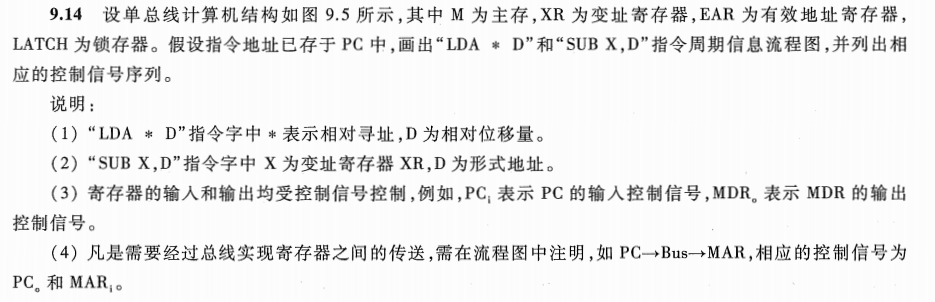 9.14 设单总线计算机结构如图 9.5 所示,其中 M 为主存,XR 为变址寄存器,EAR 为有效地址寄存器,
LATCH 为锁存器。假设指令地址已存于 PC 中,画出“LDA * D”和“SUB X,D”指令周期信息流程图,并列出相
应的控制信号序列。
说明:
(1)“LDA * D”指令字中 * 表示相对寻址,D 为相对位移量。
(2)“SUB X,D”指令字中 X 为变址寄存器 XR,D 为形式地址。
(3) 寄存器的输入和输出均受控制信号控制,例如,PCᵢ 表示 PC 的输入控制信号,MDRₒ 表示 MDR 的输出
控制信号。
(4) 凡是需要经过总线实现寄存器之间的传送,需在流程图中注明,如 PC→Bus→MAR,相应的控制信号为
PCₒ 和 MARᵢ。